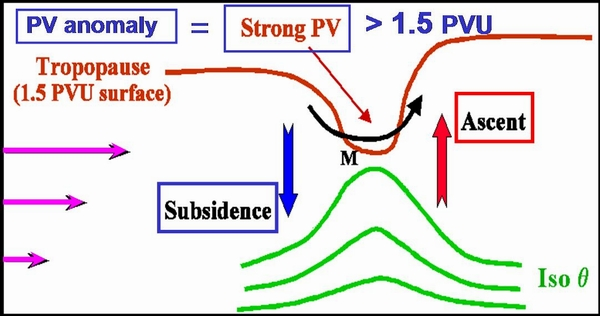 PV anomaly = Strong PV > 1.5 PVU
Tropopause
(1.5 PVU surface)
M
Ascent
Subsidence
Iso θ